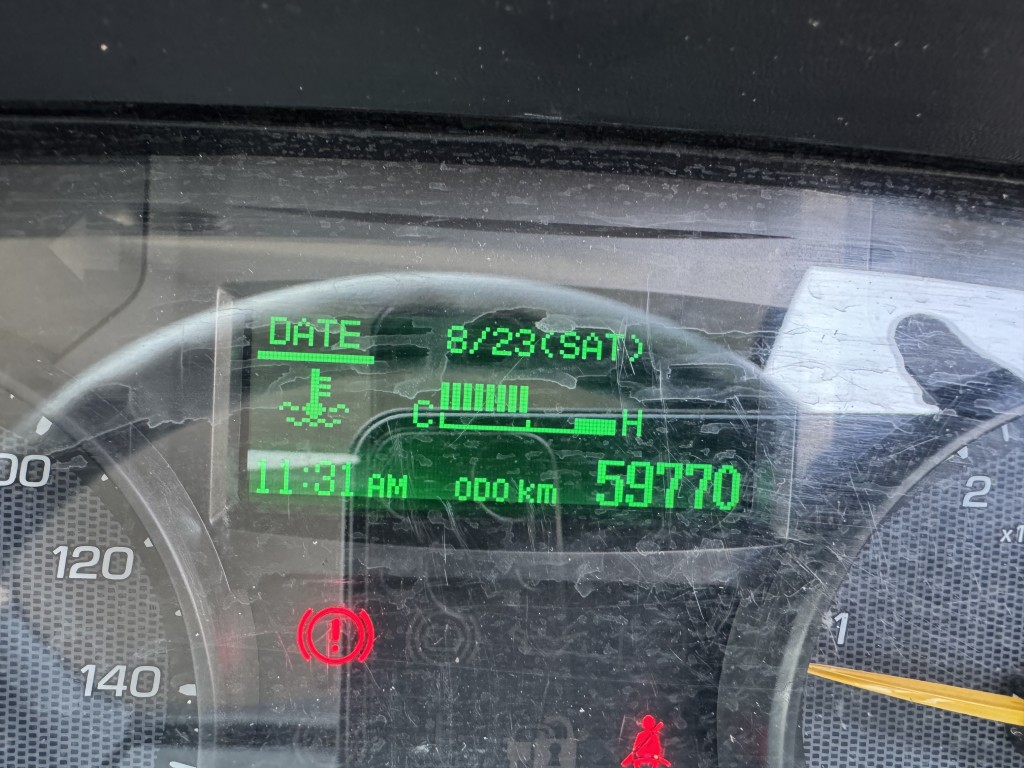 DATE 8/23(SAT)
C H
11:31 AM ODO km 59770
120
140
2
1